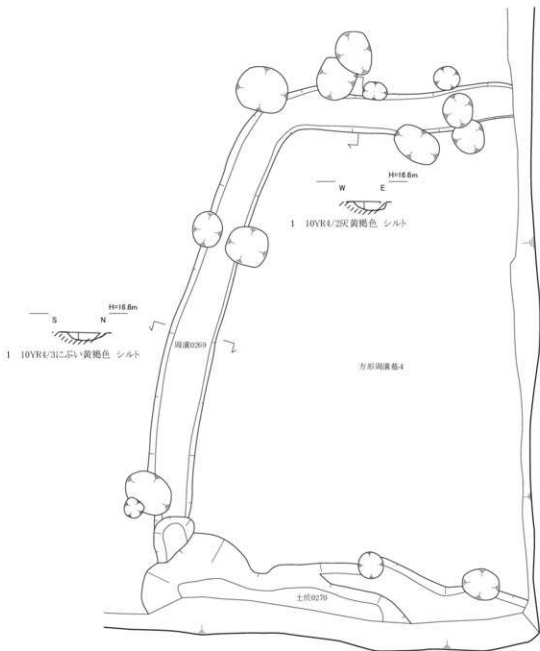 H=16.6m
W E
1 10YR4/2灰黄褐色 シルト
H=16.6m
S N
1 10YR4/3にぶい黄褐色 シルト
周溝0269
方形周溝墓4
土坑0270